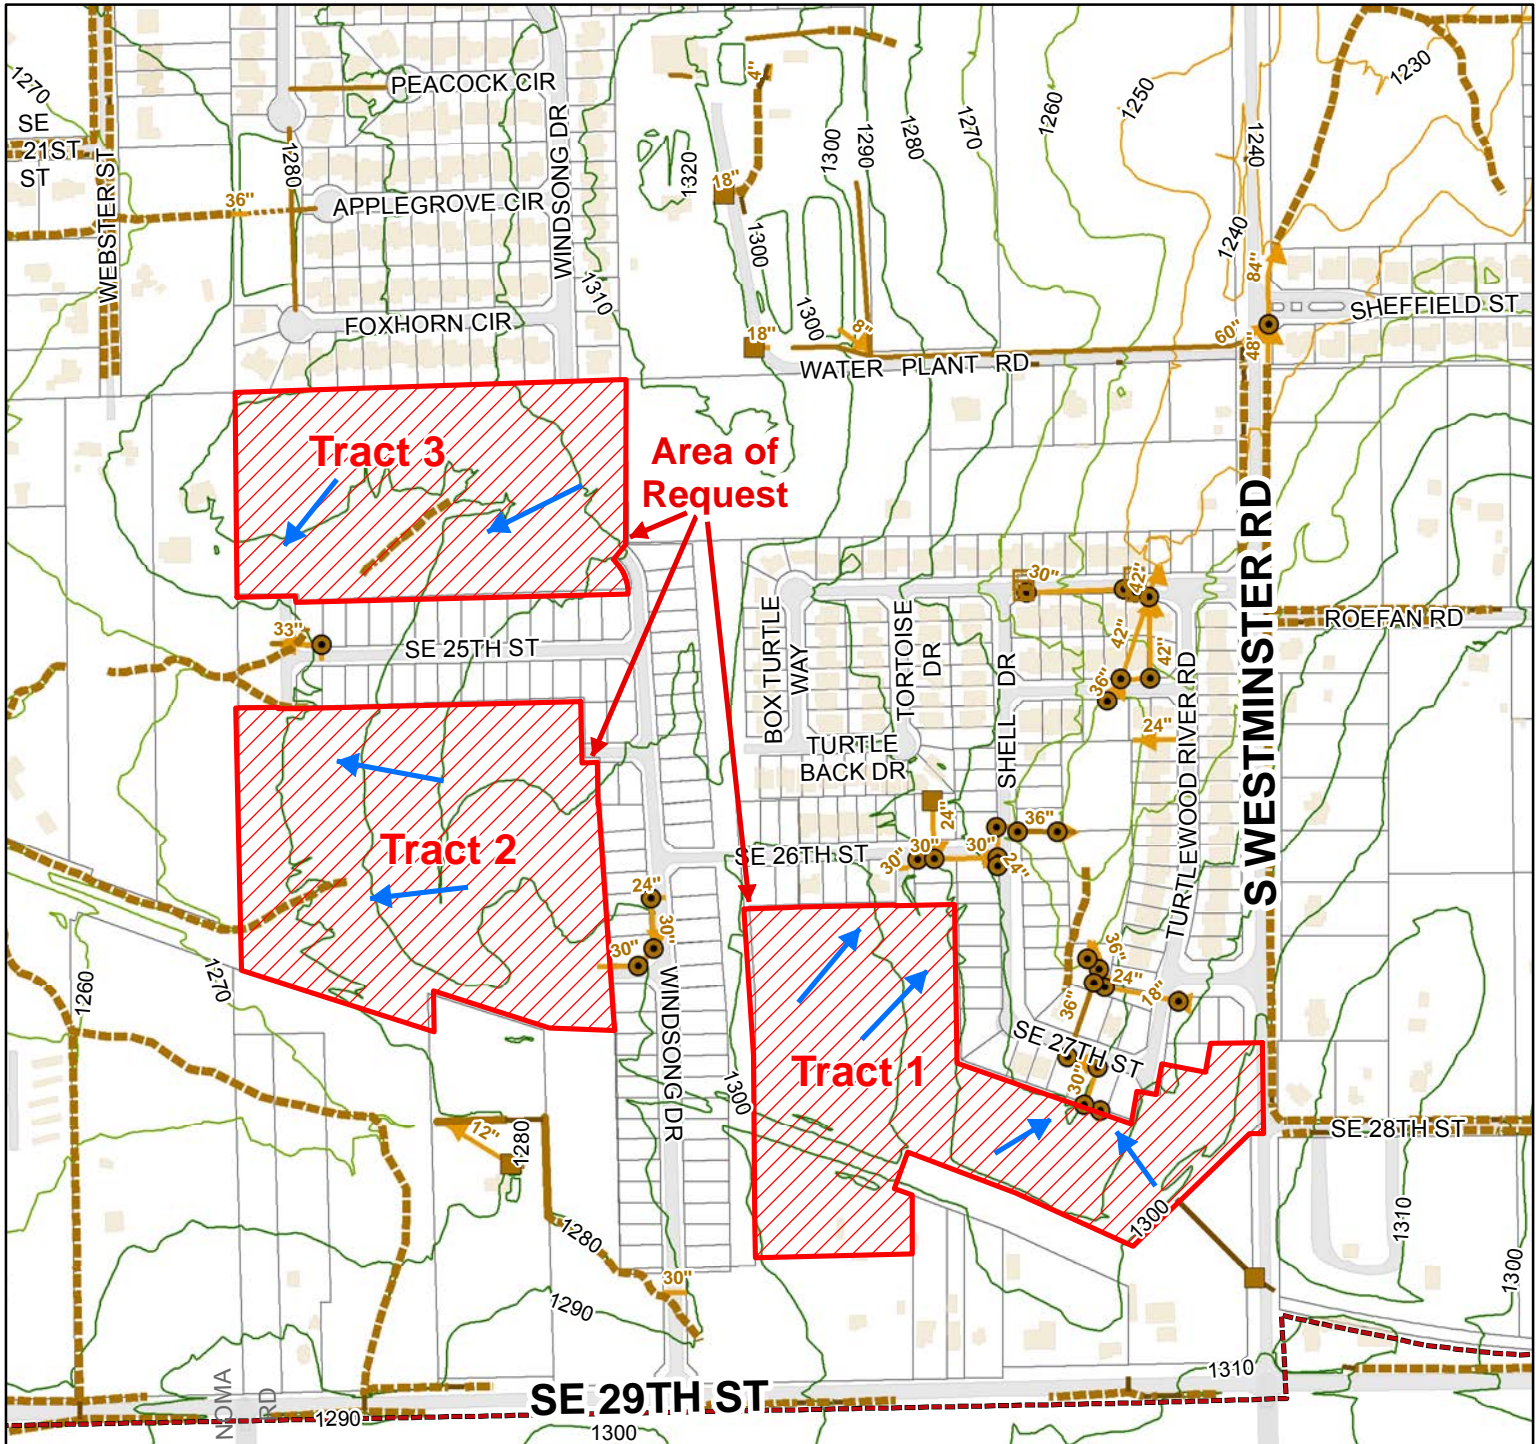 1270
SE
21ST
ST
WEBSTER ST
1280
36"
PEACOCK CIR
APPLEGROVE CIR
FOXHORN CIR
WINDSONG DR
1310
1320
4"
18"
1300
1300
1290
1280
1270
1260
1250
1240
1230
1300
18"
8"
WATER PLANT RD
1240
84"
60"
48"
SHEFFIELD ST
Tract 3
Area of
Request
33"
SE 25TH ST
BOX TURTLE
WAY
TORTOISE
DR
SHELL DR
30"
42"
42"
42"
36"
24"
TURTLEWOOD RIVER RD
S WESTMINSTER RD
ROEFAN RD
TURTLE
BACK DR
Tract 2
SE 26TH ST
24"
30"
30"
30"
24"
36"
24"
30"
30"
WINDSONG DR
1260
1270
36"
24"
18"
36"
SE 27TH ST
30"
Tract 1
1300
SE 28TH ST
12"
1280
1280
1300
1310
1300
30"
1290
1310
NOMA
RD
1290
SE 29TH ST
1300